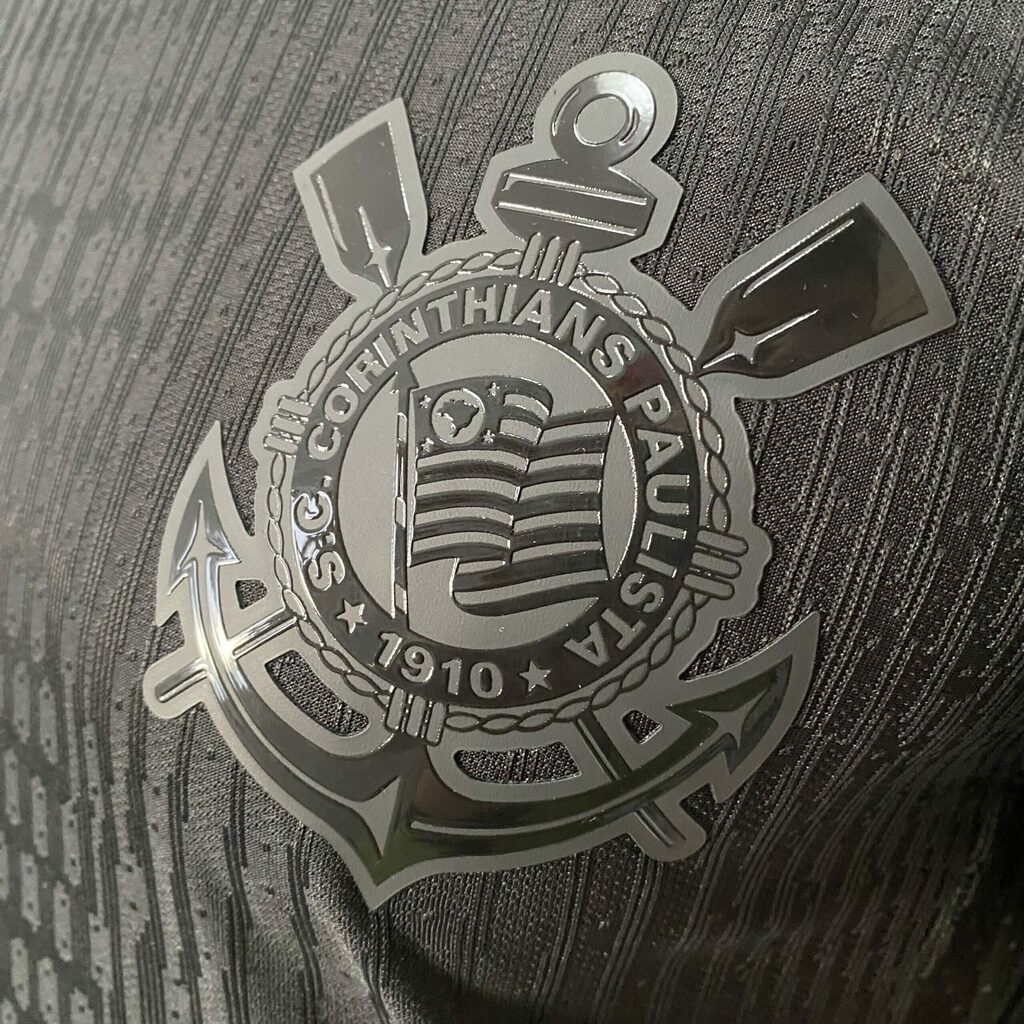 S.C. CORINTHIANS PAULISTA
1910